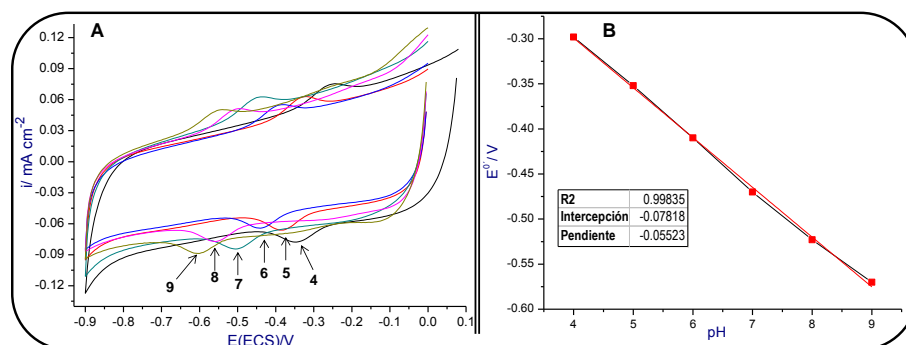 A
i/ mA cm-2
0.12
0.09
0.06
0.03
0.00
-0.03
-0.06
-0.09
-0.12
9
8
7
6
5
4
-0.9 -0.8 -0.7 -0.6 -0.5 -0.4 -0.3 -0.2 -0.1 0.0 0.1
E(ECS)/V
B
E0'/ V
-0.30
-0.35
-0.40
-0.45
-0.50
-0.55
-0.60
R2 0.99835
Intercepción -0.07818
Pendiente -0.05523
4 5 6 7 8 9
pH